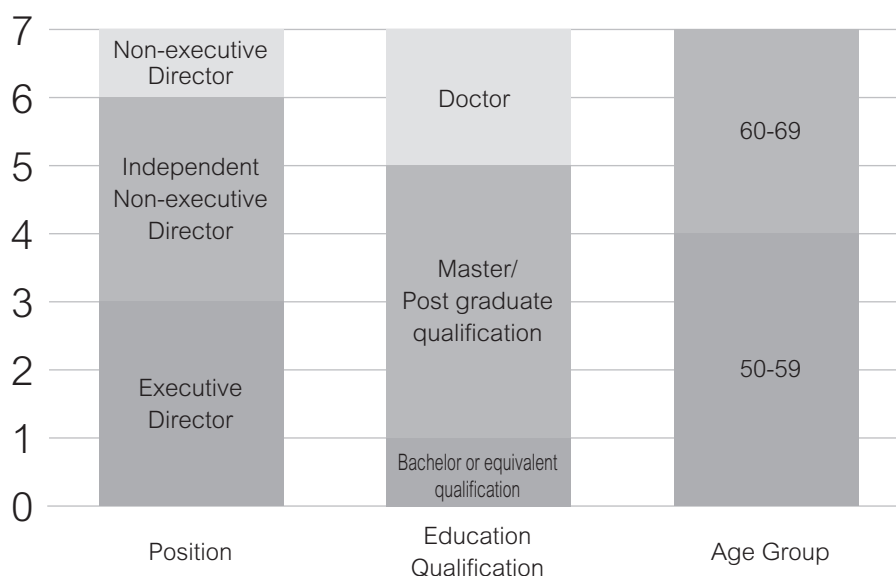 7
6
5
4
3
2
1
0
Non-executive
Director
Independent
Non-executive
Director
Executive
Director
Position
Doctor
Master/
Post graduate
qualification
Bachelor or equivalent
qualification
Education
Qualification
60-69
50-59
Age Group